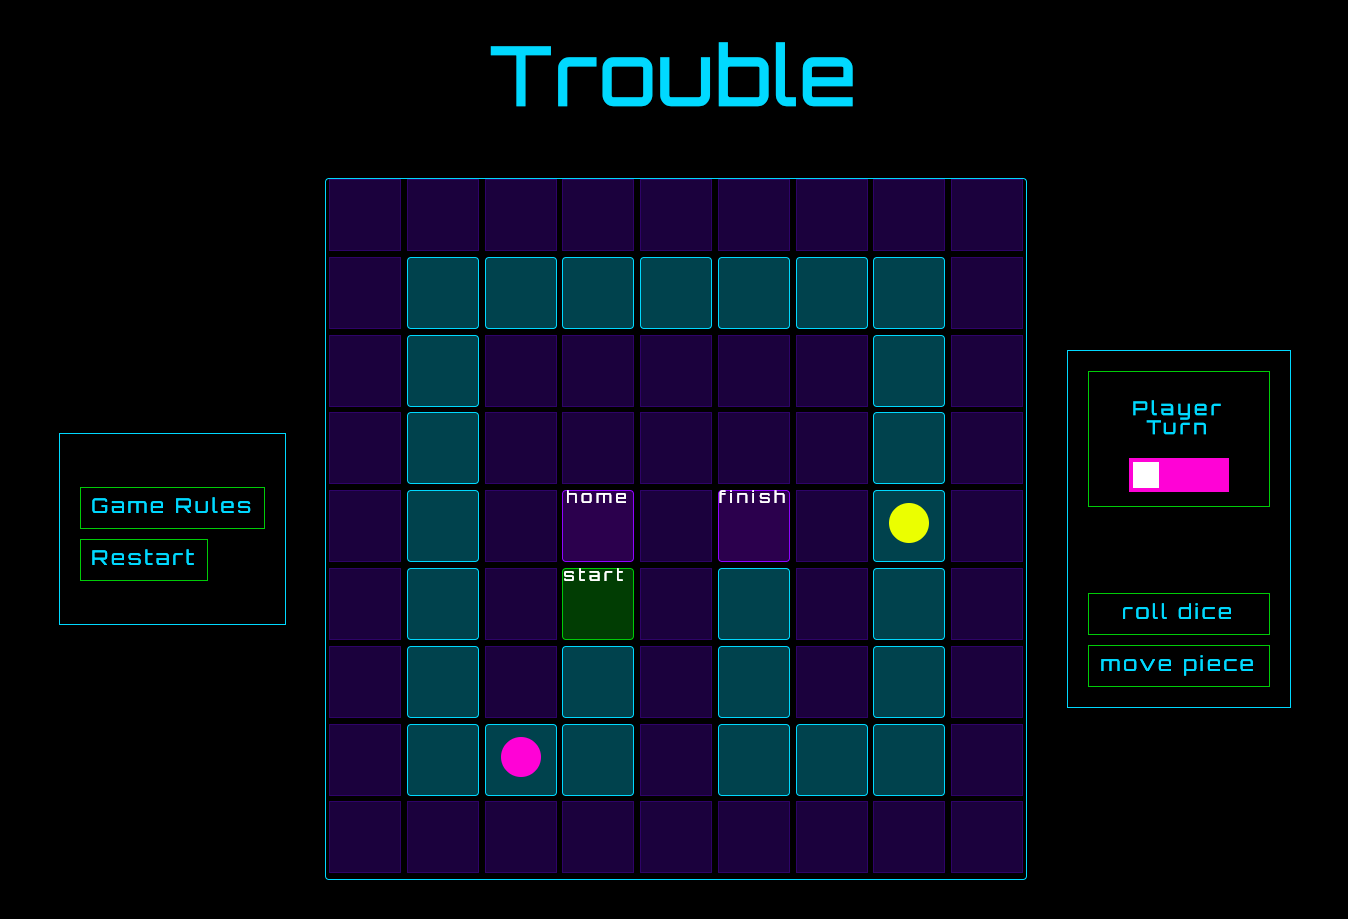 Trouble
home
finish
start
Game Rules
Restart
Player
Turn
roll dice
move piece